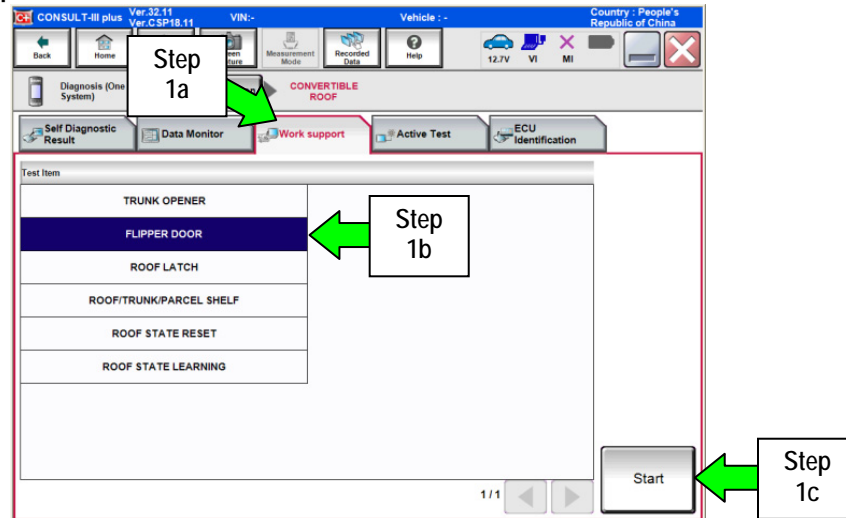 CONSULT-III plus Ver.32.11 VIN:- Vehicle : - Country : People's
Ver.CSP18.11 Republic of China
Back Home Measurement Mode Recorded Data Help 12.7V VI MI
Step
1a
Diagnosis (One
System)
CONVERTIBLE
ROOF
Self Diagnostic
Result
Data Monitor
Work support
Active Test
ECU
Identification
Test Item
TRUNK OPENER
FLIPPER DOOR
Step
1b
ROOF LATCH
ROOF/TRUNK/PARCEL SHELF
ROOF STATE RESET
ROOF STATE LEARNING
Start
Step
1c
1/1